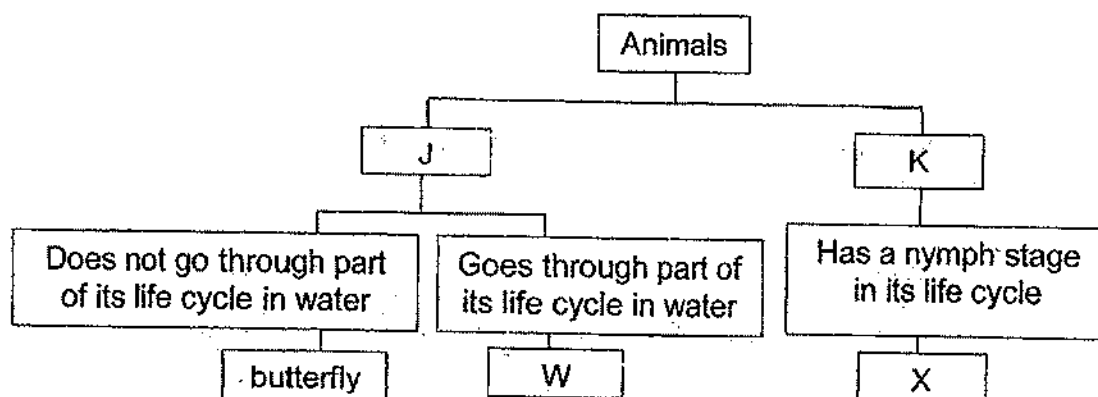 Animals
J
K
Does not go through part
of its life cycle in water
Goes through part of
its life cycle in water
Has a nymph stage
in its life cycle
butterfly
W
X